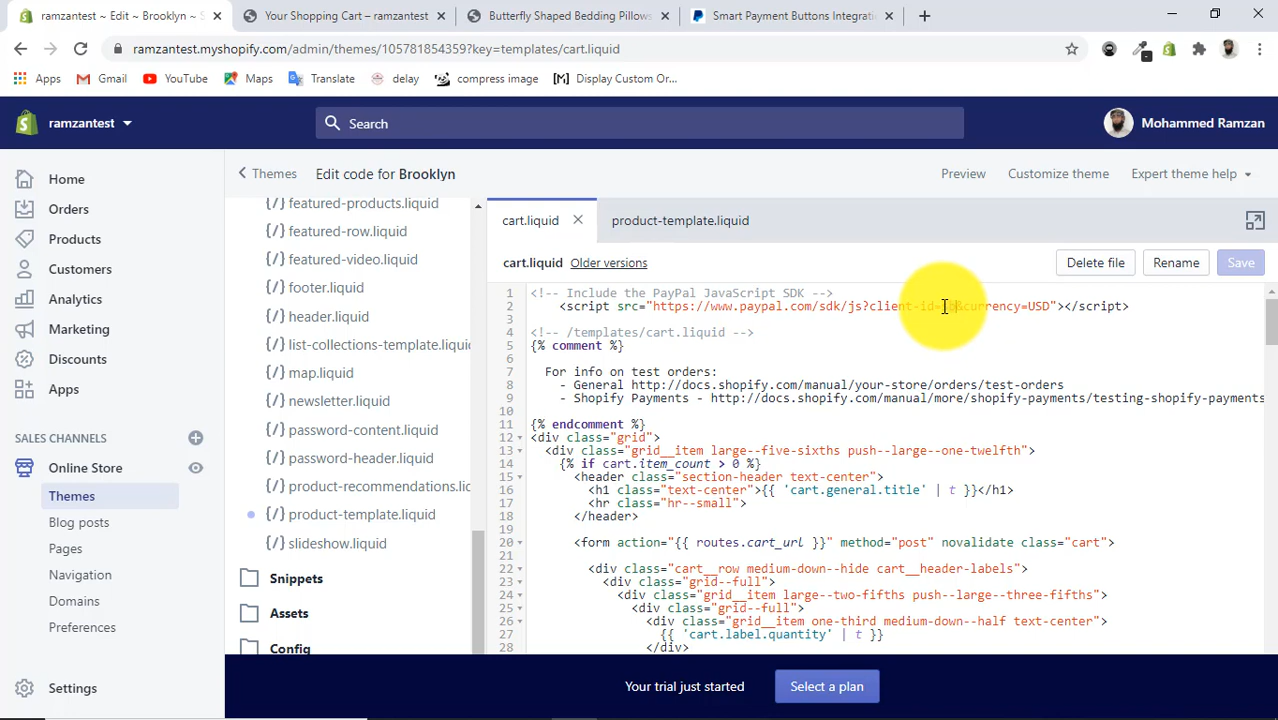 Edit ~ Brooklyn ~ S
Your Shopping Cart – ramzantest
Butterfly Shaped Bedding Pillows
Smart Payment Buttons Integrati
ramzantest.myshopify.com/admin/themes/105781854359?key=templates/cart.liquid
Apps
Gmail
YouTube
Maps
Translate
delay
compress image
Display Custom Or...
ramzantest
Search
Mohammed Ramzan
Home
Orders
Products
Customers
Analytics
Marketing
Discounts
Apps
SALES CHANNELS
Online Store
Themes
Blog posts
Pages
Navigation
Domains
Preferences
Settings
Themes
Edit code for Brooklyn
Preview
Customize theme
Expert theme help
{/} featured-products.liquid
{/} featured-row.liquid
{/} featured-video.liquid
{/} footer.liquid
{/} header.liquid
{/} list-collections-template.liquid
{/} map.liquid
{/} newsletter.liquid
{/} password-content.liquid
{/} password-header.liquid
{/} product-recommendations.lic
{/} product-template.liquid
{/} slideshow.liquid
Snippets
Assets
Config
cart.liquid
product-template.liquid
cart.liquid Older versions
Delete file
Rename
Save
1 <!-- Include the PayPal JavaScript SDK -->
2 <script src="https://www.paypal.com/sdk/js?client-id= &currency=USD"></script>
3
4 <!-- /templates/cart.liquid -->
5 {% comment %}
6
7 For info on test orders:
8 - General http://docs.shopify.com/manual/your-store/orders/test-orders
9 - Shopify Payments - http://docs.shopify.com/manual/more/shopify-payments/testing-shopify-payments
10
11 {% endcomment %}
12 <div class="grid">
13 <div class="grid__item large--five-sixths push--large--one-twelfth">
14 {% if cart.item_count > 0 %}
15 <header class="section-header text-center">
16 <h1 class="text-center">{{ 'cart.general.title' | t }}</h1>
17 <hr class="hr--small">
18 </header>
19
20 <form action="{{ routes.cart_url }}" method="post" novalidate class="cart">
21
22 <div class="cart__row medium-down--hide cart__header-labels">
23 <div class="grid--full">
24 <div class="grid__item large--two-fifths push--large--three-fifths">
25 <div class="grid--full">
26 <div class="grid__item one-third medium-down--half text-center">
27 {{ 'cart.label.quantity' | t }}
28 </div>
Your trial just started
Select a plan